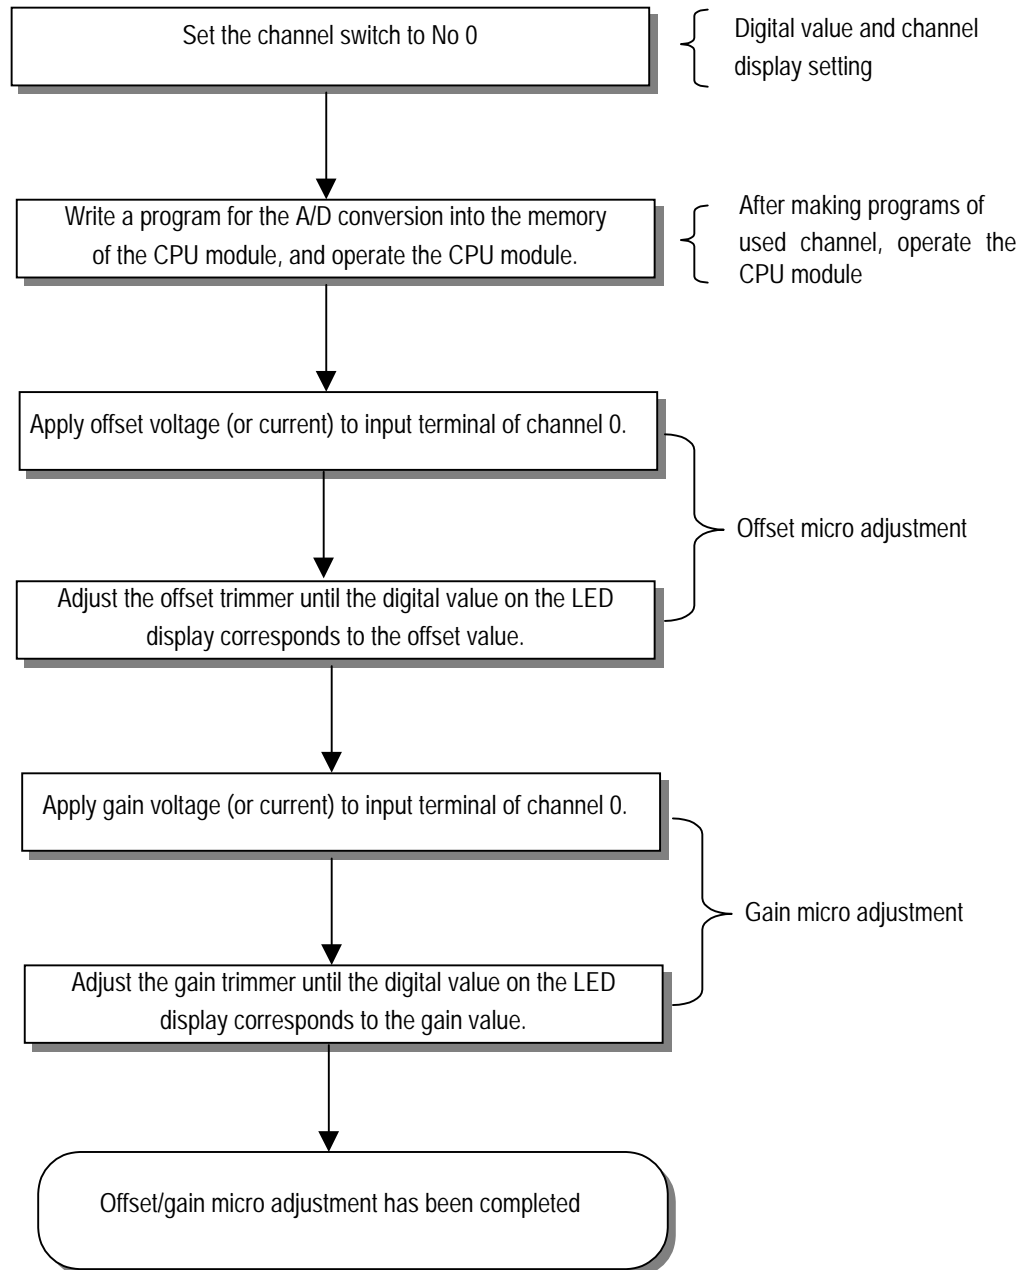 Set the channel switch to No 0
Digital value and channel
display setting
Write a program for the A/D conversion into the memory
of the CPU module, and operate the CPU module.
After making programs of
used channel, operate the
CPU module
Apply offset voltage (or current) to input terminal of channel 0.
Offset micro adjustment
Adjust the offset trimmer until the digital value on the LED
display corresponds to the offset value.
Apply gain voltage (or current) to input terminal of channel 0.
Gain micro adjustment
Adjust the gain trimmer until the digital value on the LED
display corresponds to the gain value.
Offset/gain micro adjustment has been completed